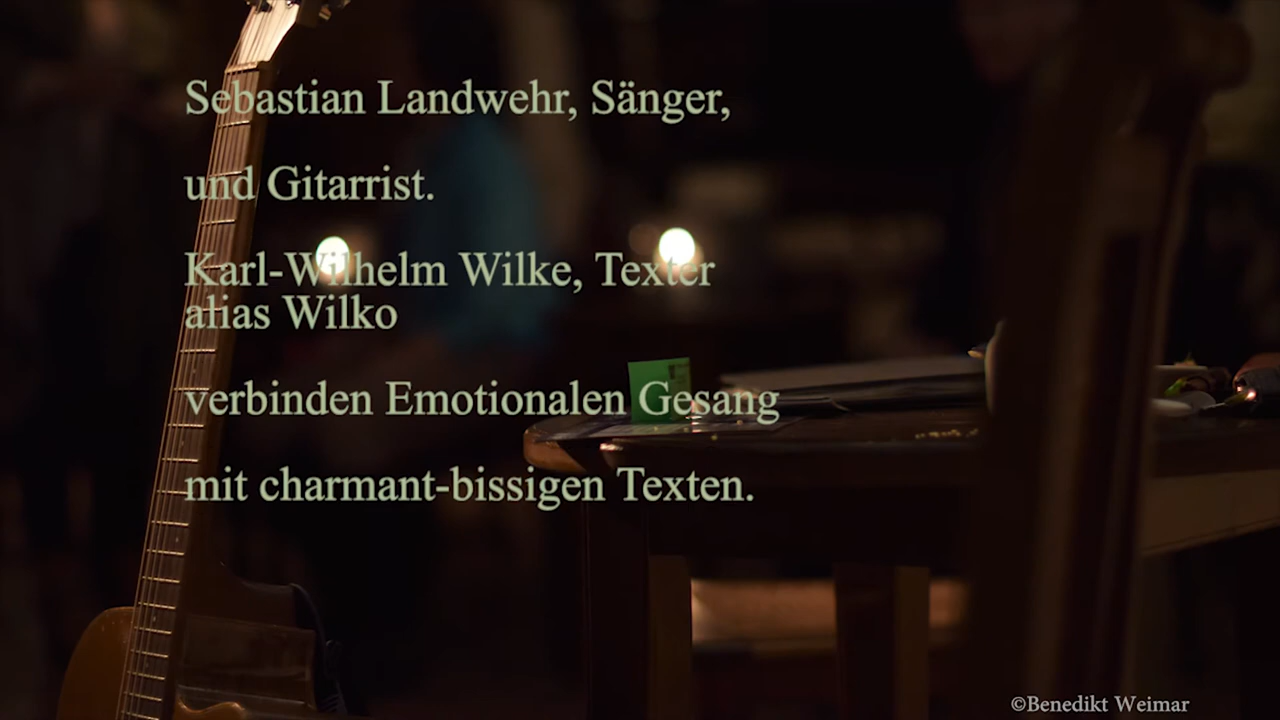 Sebastian Landwehr, Sänger,
und Gitarrist.
Karl-Wilhelm Wilke, Texter
alias Wilko
verbinden Emotionalen Gesang
mit charmant-bissigen Texten.
©Benedikt Weimar